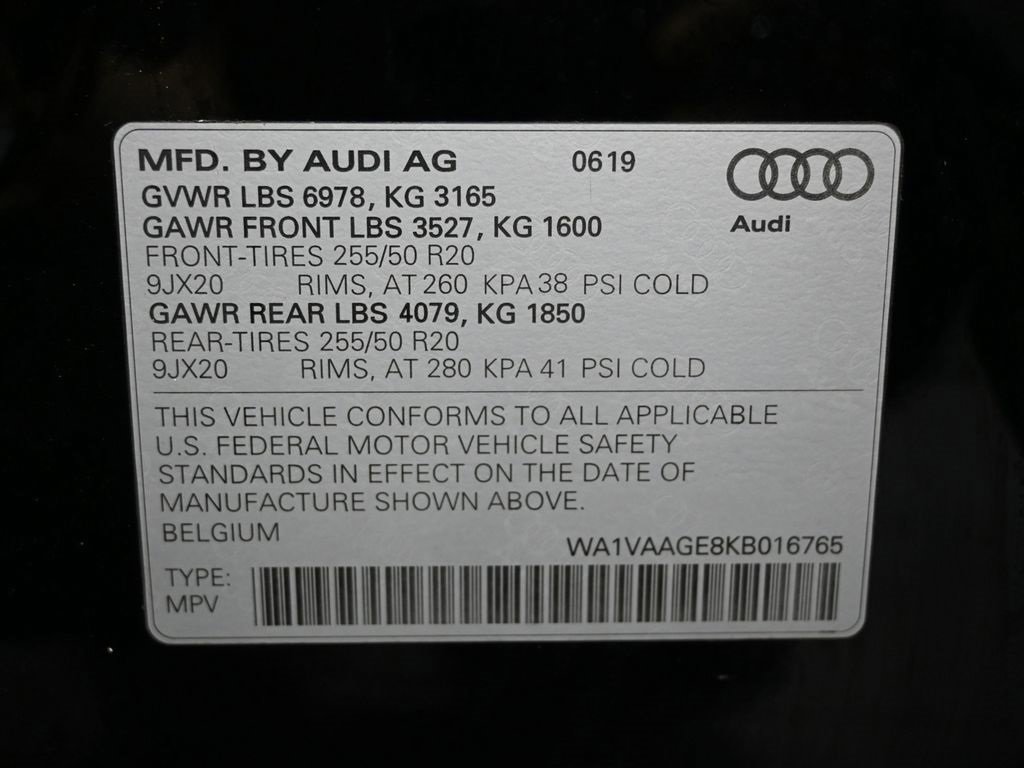 MFD. BY AUDI AG 0619
GVWR LBS 6978, KG 3165
GAWR FRONT LBS 3527, KG 1600
Audi
FRONT-TIRES 255/50 R20
9JX20 RIMS, AT 260 KPA 38 PSI COLD
GAWR REAR LBS 4079, KG 1850
REAR-TIRES 255/50 R20
9JX20 RIMS, AT 280 KPA 41 PSI COLD
THIS VEHICLE CONFORMS TO ALL APPLICABLE
U.S. FEDERAL MOTOR VEHICLE SAFETY
STANDARDS IN EFFECT ON THE DATE OF
MANUFACTURE SHOWN ABOVE.
BELGIUM
WA1VAAGE8KB016765
TYPE:
MPV